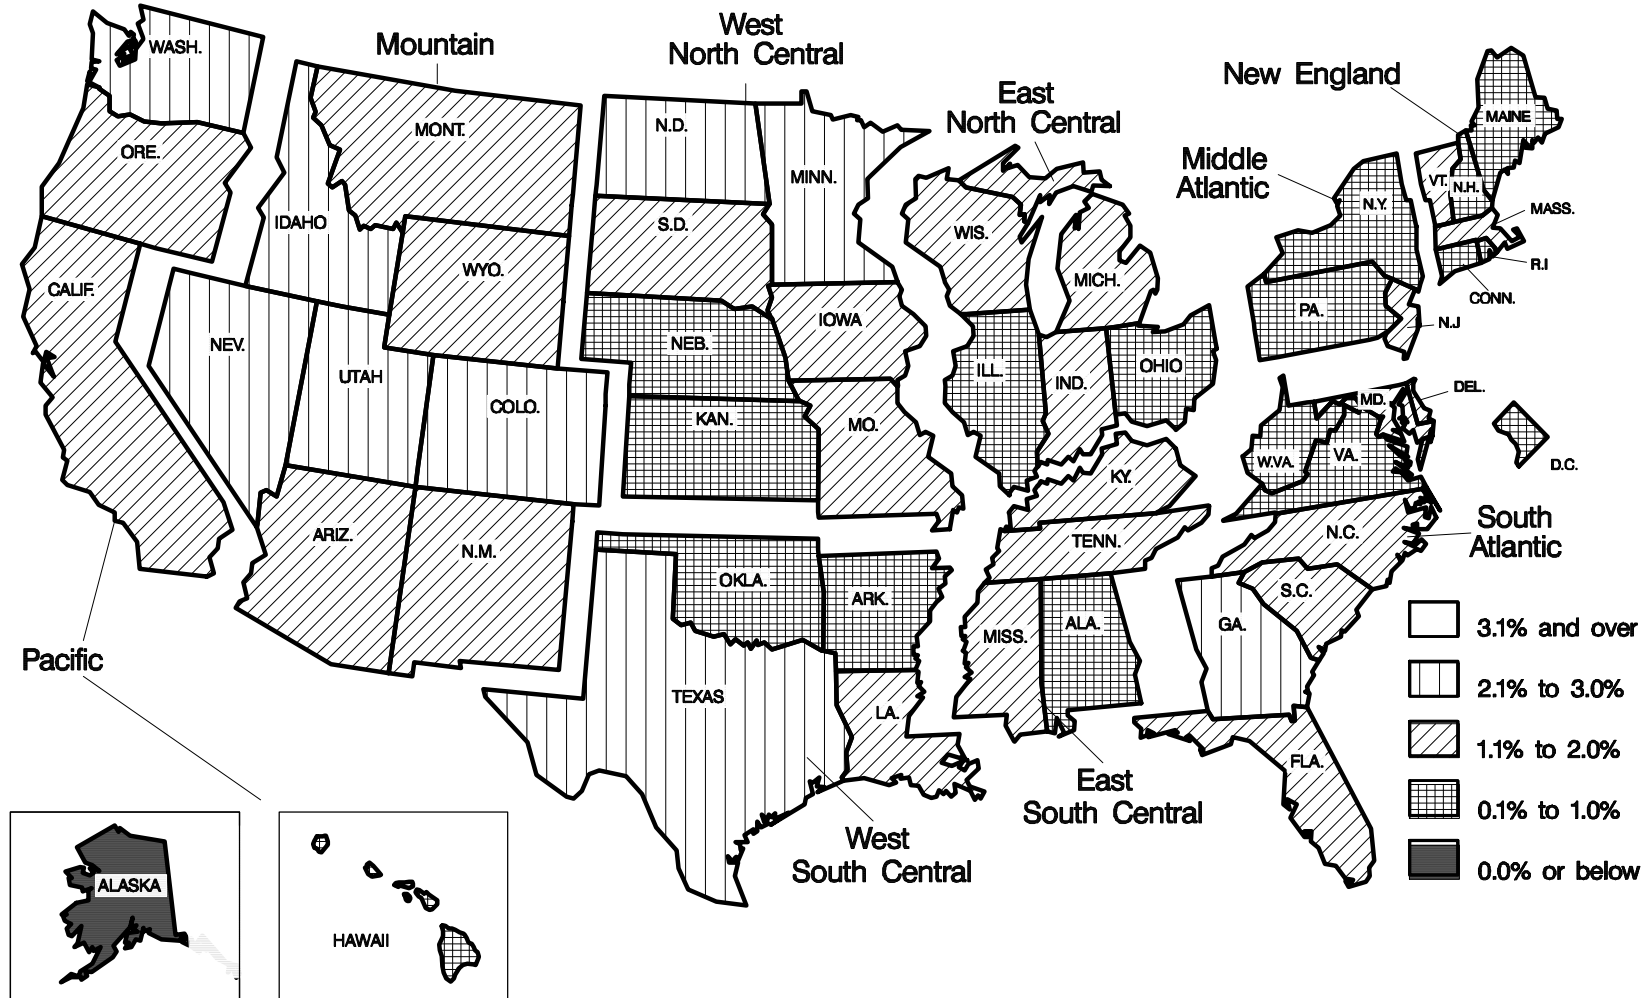 West
North Central
Mountain
WASH.
New England
East
North Central
MAINE
MONT.
N.D.
ORE.
Middle
Atlantic
MINN.
VT.
N.H.
N.Y.
MASS.
IDAHO
S.D.
WIS.
R.I
WYO.
MICH.
CALIF.
CONN.
PA.
IOWA
N.J
NEV.
NEB.
OHIO
ILL.
IND.
UTAH
DEL.
MD.
COLO.
KAN.
MO.
VA.
W.VA.
D.C.
KY.
South
Atlantic
ARIZ.
N.M.
TENN.
N.C.
OKLA.
ARK.
S.C.
MISS.
ALA.
GA.
3.1% and over
Pacific
2.1% to 3.0%
TEXAS
LA.
1.1% to 2.0%
FLA.
East
South Central
0.1% to 1.0%
West
South Central
0.0% or below
ALASKA
HAWAII